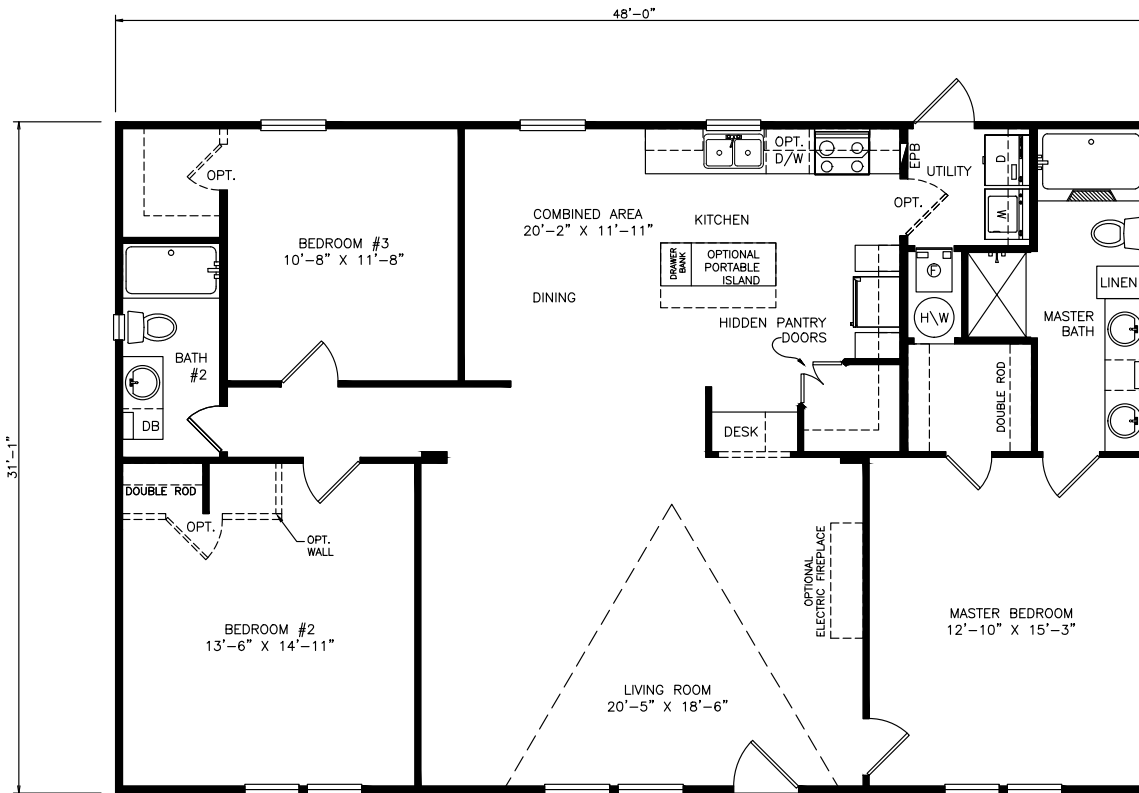 48'-0"
31'-1"
OPT.
BEDROOM #3
10'-8" X 11'-8"
BATH
#2
DB
COMBINED AREA
20'-2" X 11'-11"
KITCHEN
DINING
OPT.
D/W
DRAWER
BANK
OPTIONAL
PORTABLE
ISLAND
HIDDEN PANTRY
DOORS
DESK
EPB
UTILITY
OPT.
D
W
F
H\W
LINEN
MASTER
BATH
DOUBLE ROD
DOUBLE ROD
OPT.
OPT.
WALL
BEDROOM #2
13'-6" X 14'-11"
LIVING ROOM
20'-5" X 18'-6"
OPTIONAL
ELECTRIC FIREPLACE
MASTER BEDROOM
12'-10" X 15'-3"